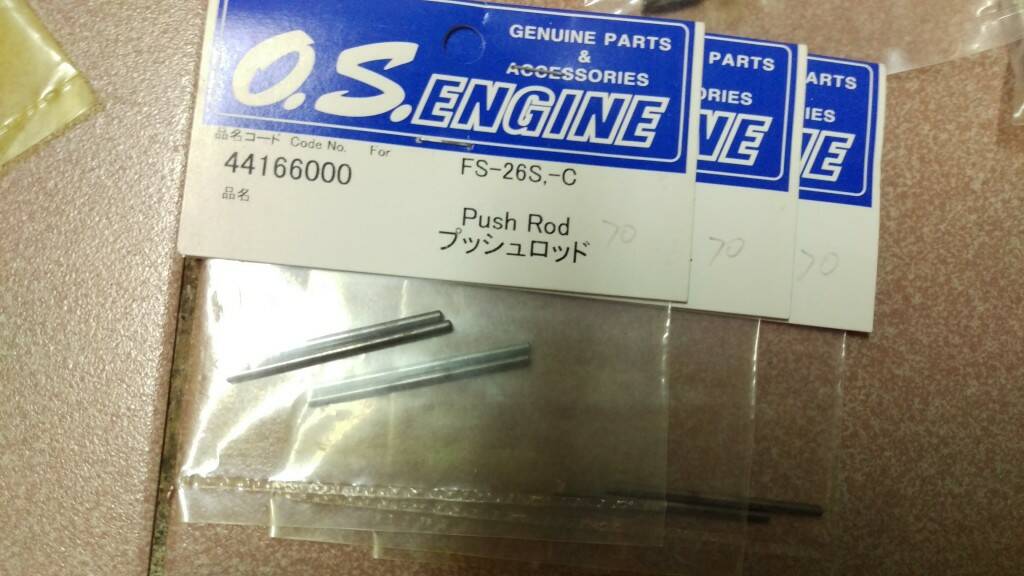 GENUINE PARTS
&
ACCESSORIES
O.S.ENGINE
品名コード Code No. For
44166000 FS-26S,-C
品名
Push Rod 70
プッシュロッド
PARTS
ORIES
NE
70
ARTS
IES
NE
70